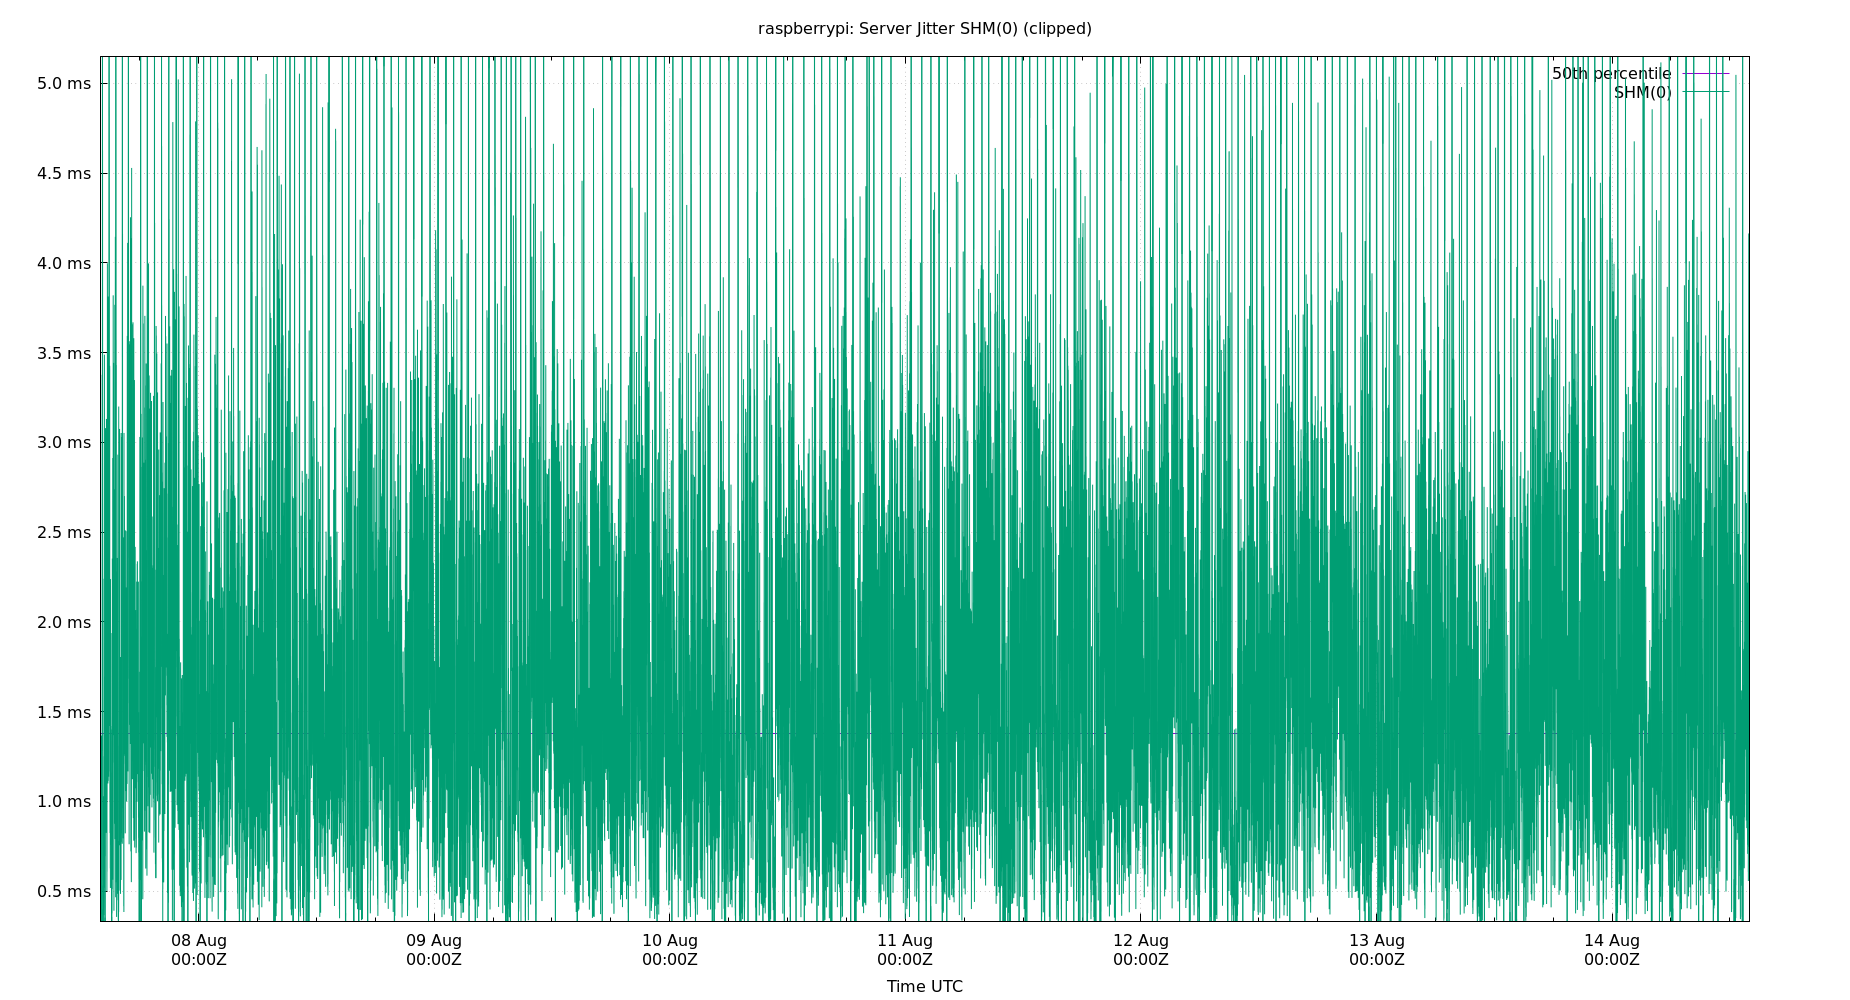 raspberrypi: Server Jitter SHM(0) (clipped)
50th percentile
SHM(0)
5.0 ms
4.5 ms
4.0 ms
3.5 ms
3.0 ms
2.5 ms
2.0 ms
1.5 ms
1.0 ms
0.5 ms
08 Aug 09 Aug 10 Aug 11 Aug 12 Aug 13 Aug 14 Aug
00:00Z 00:00Z 00:00Z 00:00Z 00:00Z 00:00Z 00:00Z
Time UTC